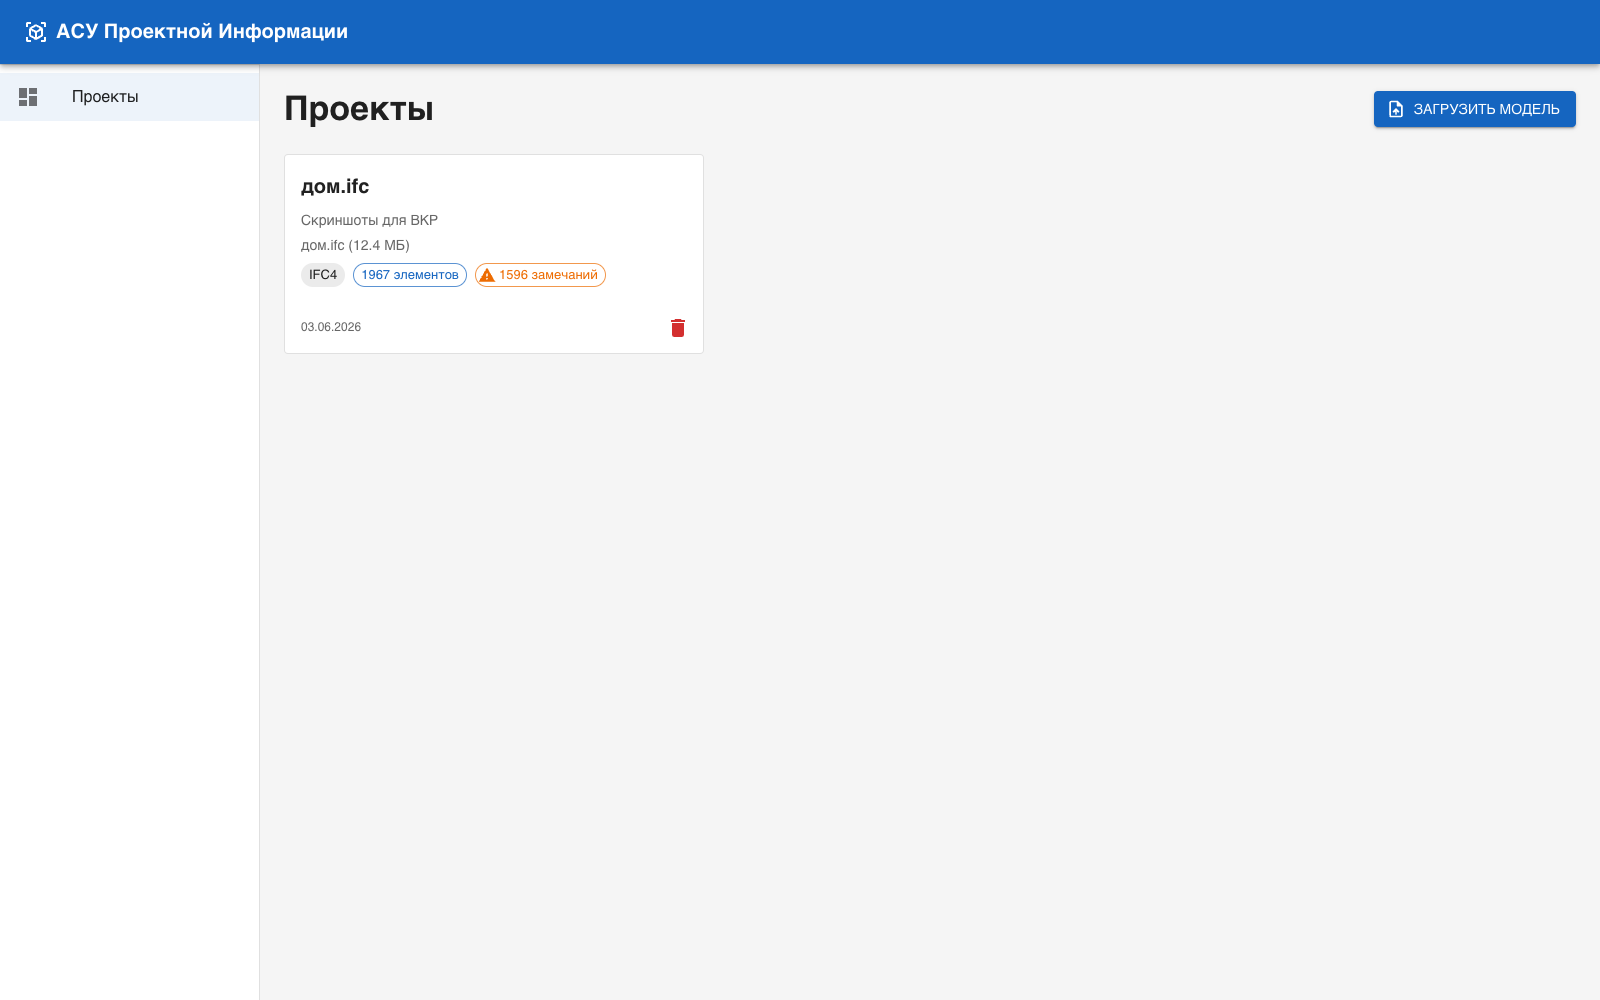 АСУ Проектной Информации
Проекты
Проекты
ЗАГРУЗИТЬ МОДЕЛЬ
дом.ifc
Скриншоты для ВКР
дом.ifc (12.4 МБ)
IFC4 1967 элементов 1596 замечаний
03.06.2026